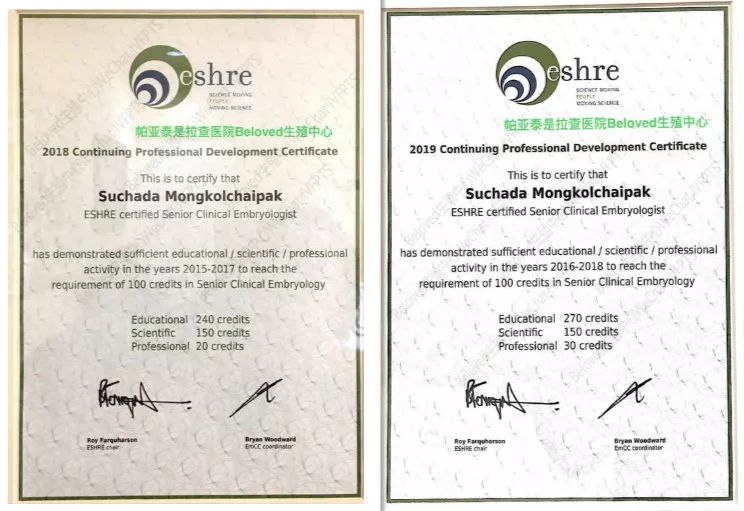 eshre
SCIENCE MOVING
PEOPLE
MOVING SCIENCE
帕亚泰是拉查医院Beloved生殖中心
2018 Continuing Professional Development Certificate
This is to certify that
Suchada Mongkolchaipak
ESHRE certified Senior Clinical Embryologist
has demonstrated sufficient educational / scientific / professional
activity in the years 2015-2017 to reach the
requirement of 100 credits in Senior Clinical Embryology
Educational 240 credits
Scientific 150 credits
Professional 20 credits
Roy Farquharson
ESHRE chair
Bryan Woodward
EmCC coordinator
eshre
SCIENCE MOVING
PEOPLE
MOVING SCIENCE
帕亚泰是拉查医院Beloved生殖中心
2019 Continuing Professional Development Certificate
This is to certify that
Suchada Mongkolchaipak
ESHRE certified Senior Clinical Embryologist
has demonstrated sufficient educational / scientific / professional
activity in the years 2016-2018 to reach the
requirement of 100 credits in Senior Clinical Embryology
Educational 270 credits
Scientific 150 credits
Professional 30 credits
Roy Farquharson
ESHRE chair
Bryan Woodward
EmCC coordinator